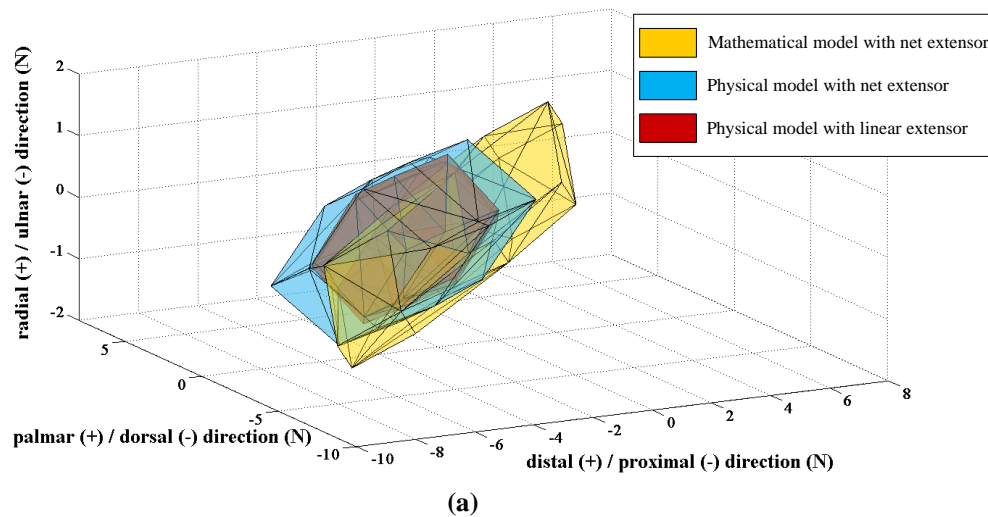 Mathematical model with net extensor
Physical model with net extensor
Physical model with linear extensor
radial (+) / ulnar (-) direction (N)
2
1
0
-1
-2
5
0
-5
-10
palmar (+) / dorsal (-) direction (N)
-10
-8
-6
-4
-2
0
2
4
6
8
distal (+) / proximal (-) direction (N)
(a)